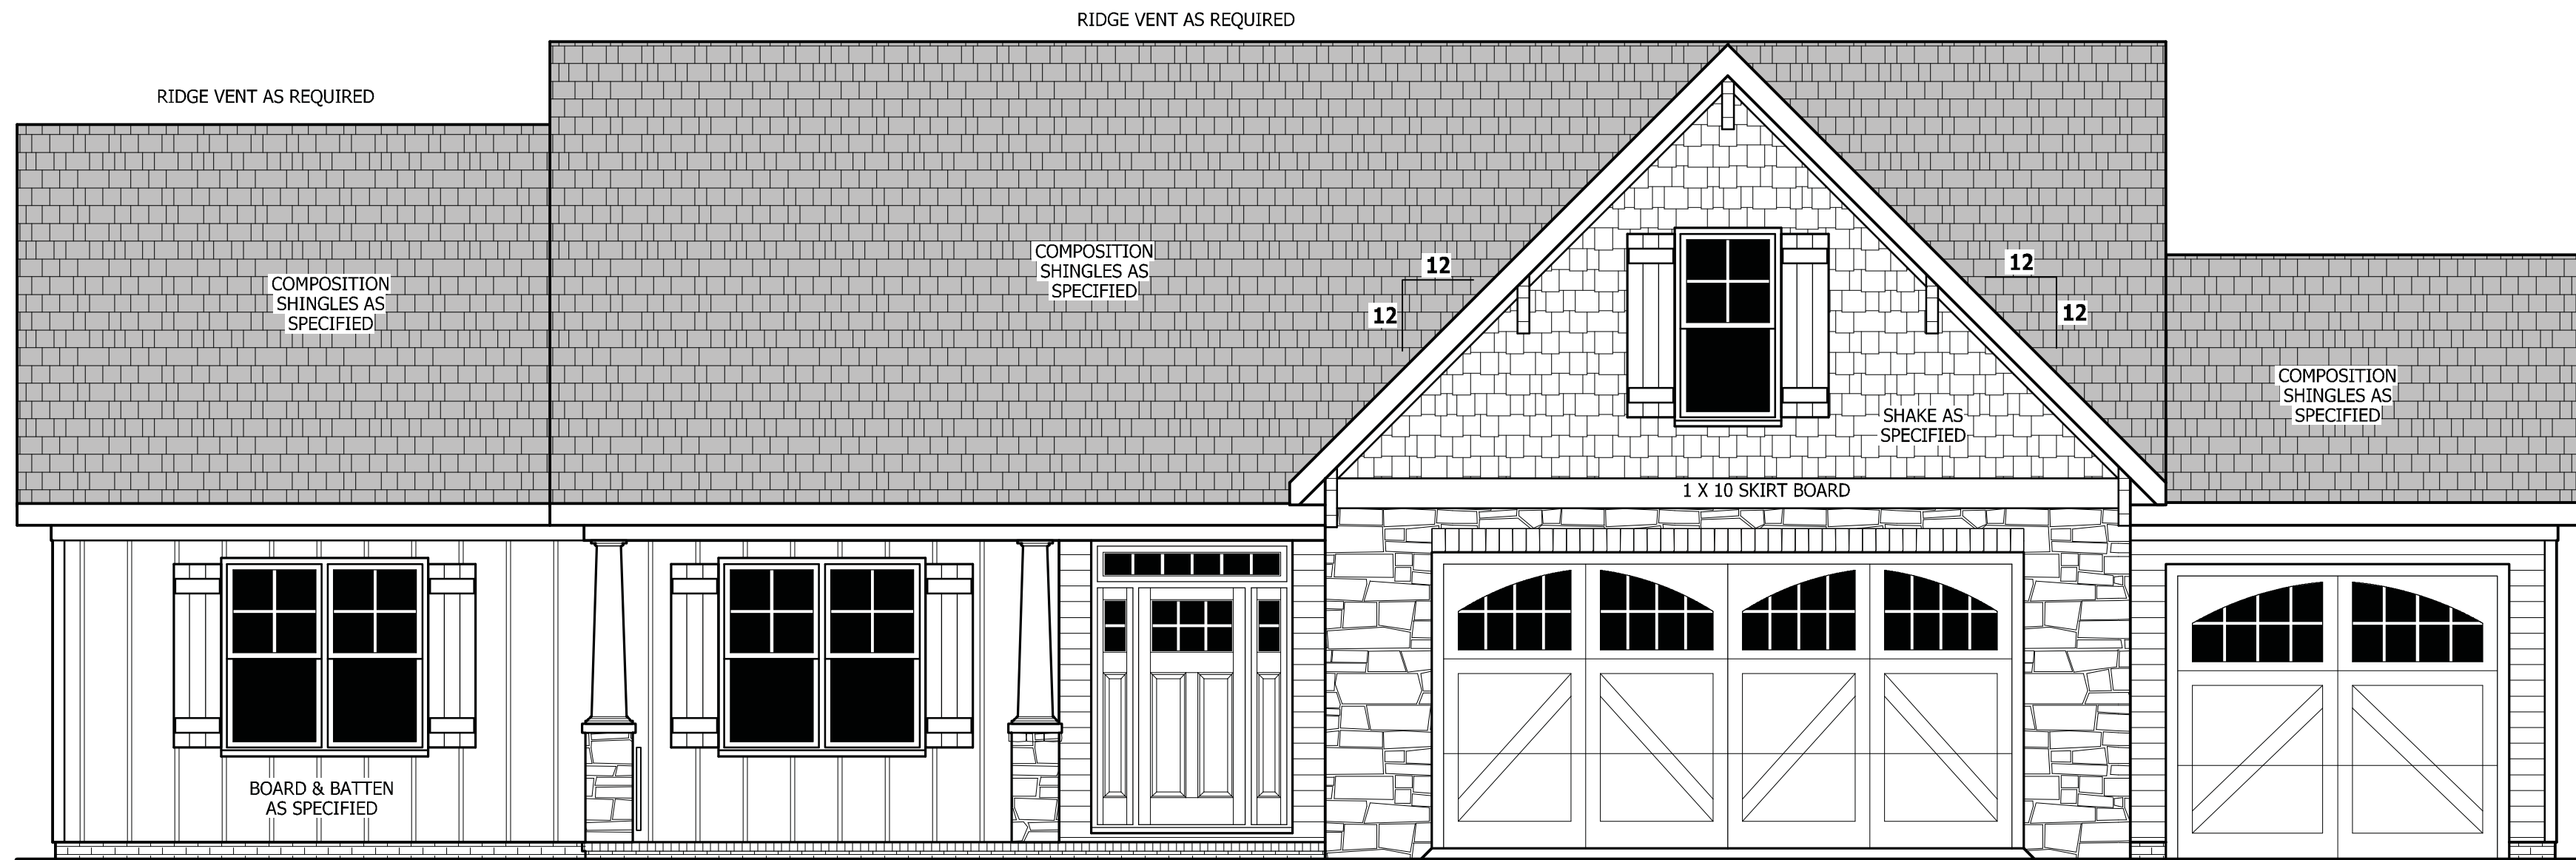 RIDGE VENT AS REQUIRED
RIDGE VENT AS REQUIRED
COMPOSITION
SHINGLES AS
SPECIFIED
COMPOSITION
SHINGLES AS
SPECIFIED
12
12
12
12
COMPOSITION
SHINGLES AS
SPECIFIED
SHAKE AS
SPECIFIED
1 X 10 SKIRT BOARD
BOARD & BATTEN
AS SPECIFIED